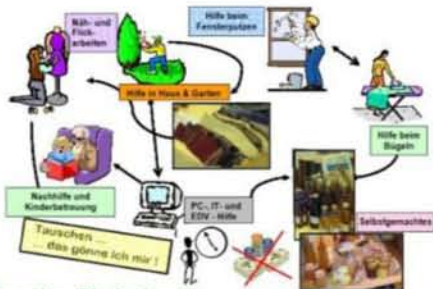 Näh- und
Flick-
arbeiten
Hilfe beim
Fensterputzen
Hilfe in Haus & Garten
Hilfe beim
Bügeln
Nachhilfe und
Kinderbetreuung
PC-, IT- und
EDV - Hilfe
Selbstgemachtes
Tauschen ...
... das gönne ich mir !